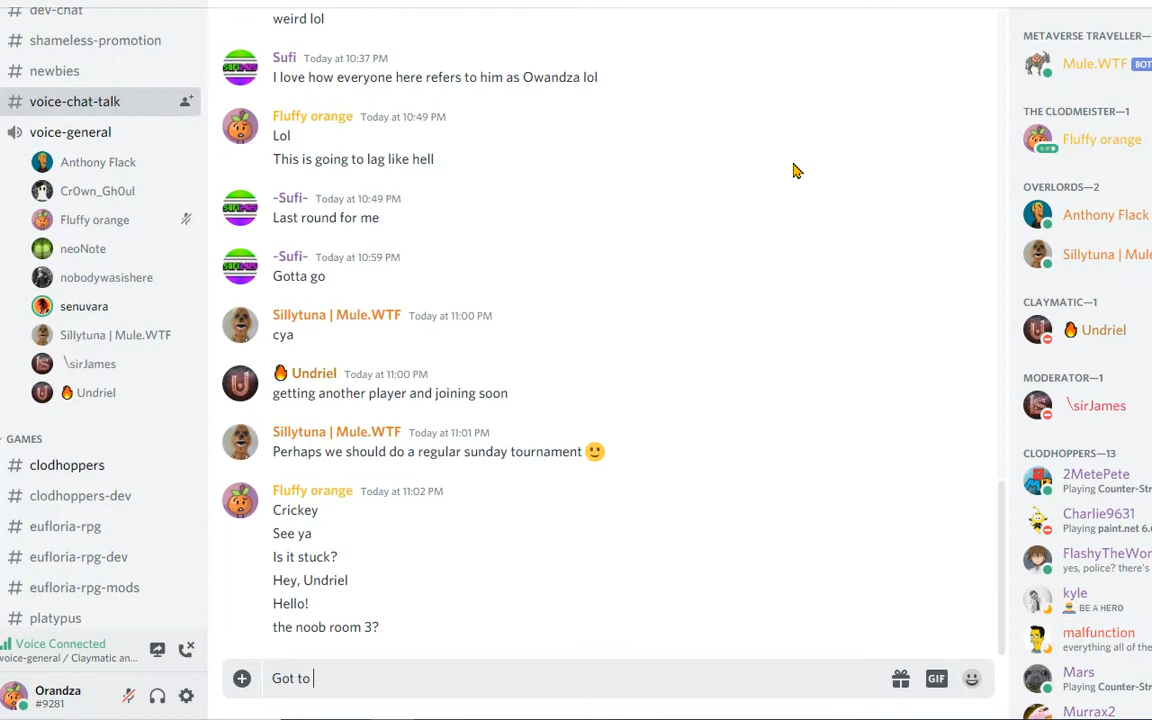 dev-chat
shameless-promotion
newbies
voice-chat-talk
voice-general
Anthony Flack
Cr0wn_Gh0ul
Fluffy orange
neoNote
nobodywasishere
senuvara
Sillytuna | Mule.WTF
\sirJames
Undriel
GAMES
# clodhoppers
# clodhoppers-dev
# eufloria-rpg
# eufloria-rpg-dev
# eufloria-rpg-mods
# platypus
Voice Connected
voice-general / Claymatic an...
Orandza
#9281
weird lol
Sufi Today at 10:37 PM
I love how everyone here refers to him as Owandza lol
Fluffy orange Today at 10:49 PM
Lol
This is going to lag like hell
-Sufi- Today at 10:49 PM
Last round for me
-Sufi- Today at 10:59 PM
Gotta go
Sillytuna | Mule.WTF Today at 11:00 PM
cya
Undriel Today at 11:00 PM
getting another player and joining soon
Sillytuna | Mule.WTF Today at 11:01 PM
Perhaps we should do a regular sunday tournament
Fluffy orange Today at 11:02 PM
Crickey
See ya
Is it stuck?
Hey, Undriel
Hello!
the noob room 3?
Got to
GIF
METAVERSE TRAVELLER—
Mule.WTF BOT
THE CLODMEISTER—1
Fluffy orange
OVERLORDS—2
Anthony Flack
Sillytuna | Mule
CLAYMATIC—1
Undriel
MODERATOR—1
\sirJames
CLODHOPPERS—13
2MetePete
Playing Counter-Str
Charlie9631
Playing paint.net 6.
FlashyTheWor
yes, police? there's
kyle
BE A HERO
malfunction
everything all of the
Mars
Playing Counter-Str
Murrax2